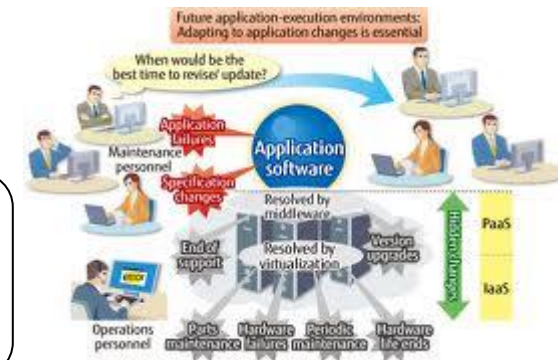 Future application-execution environments:
Adapting to application changes is essential
When would be the
best time to revise/ update?
Application
failures
Maintenance
personnel
Application
software
Specification
changes
Resolved by
middleware
End of
support
Resolved by
virtualization
Version
upgrades
Hidden changes
PaaS
IaaS
Operations
personnel
Parts
maintenance
Hardware
failures
Periodic
maintenance
Hardware
life ends